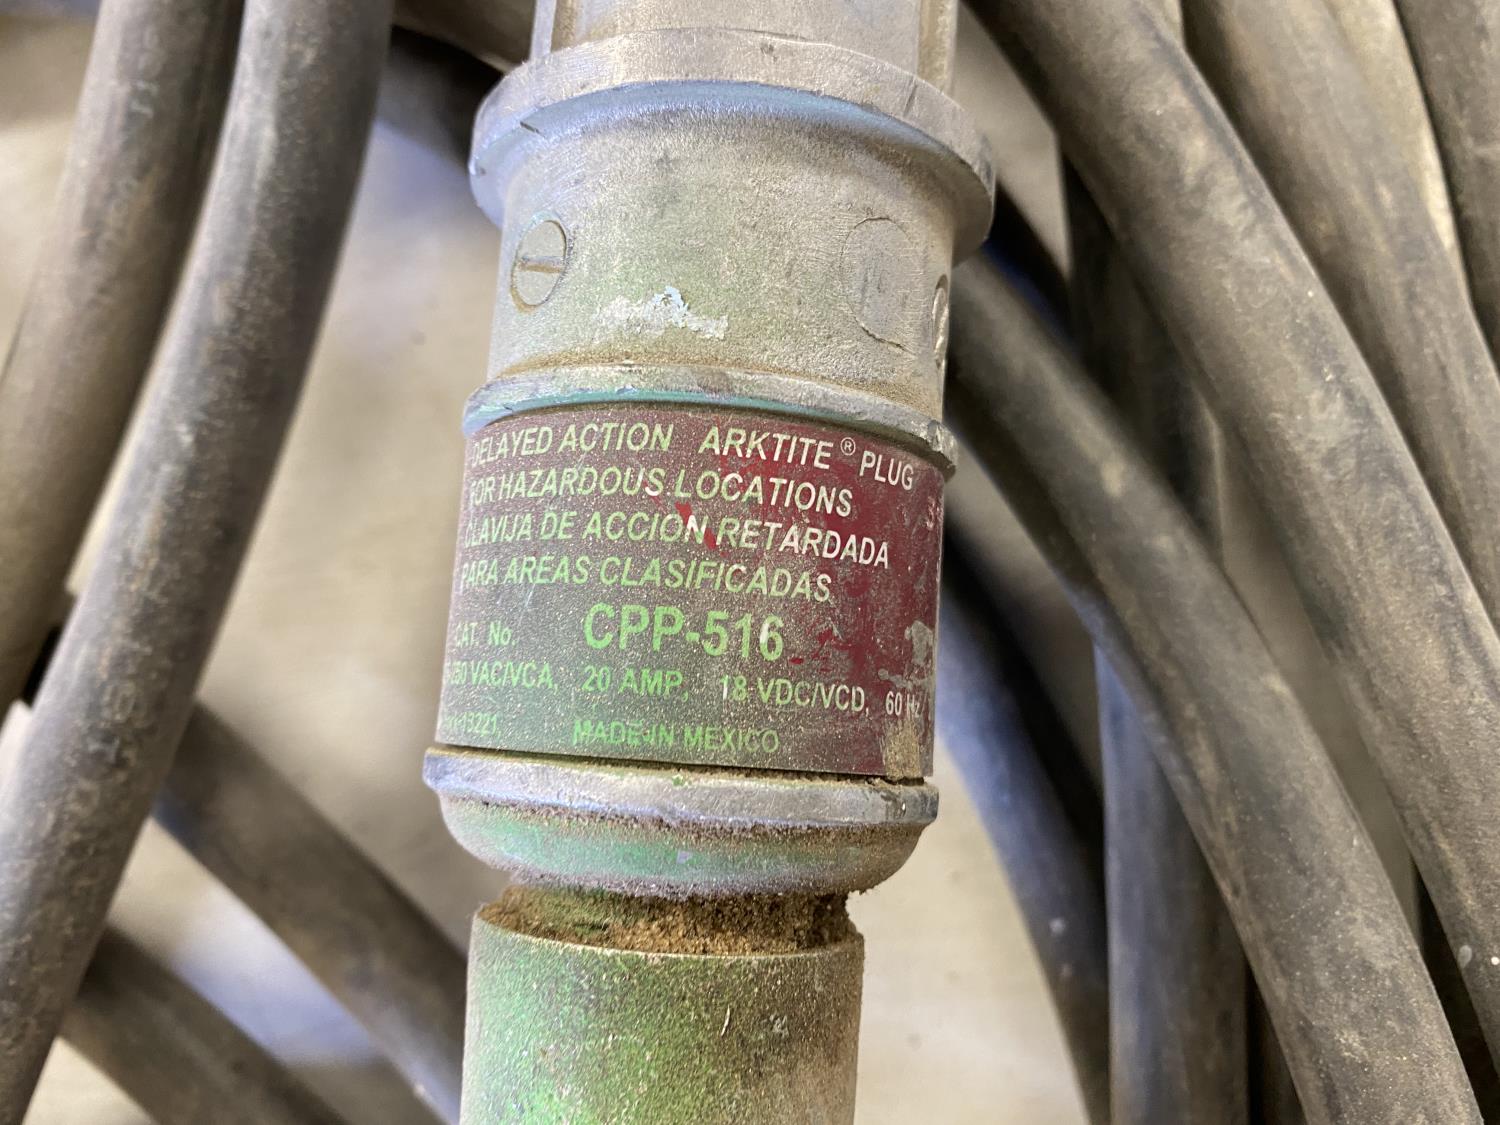 DELAYED ACTION ARKTITE® PLUG
FOR HAZARDOUS LOCATIONS
CLAVIJA DE ACCION RETARDADA
PARA AREAS CLASIFICADAS
CAT. No. CPP-516
VAC/VCA, 20 AMP, 18 VDC/VCD, 60 Hz
MADE IN MEXICO